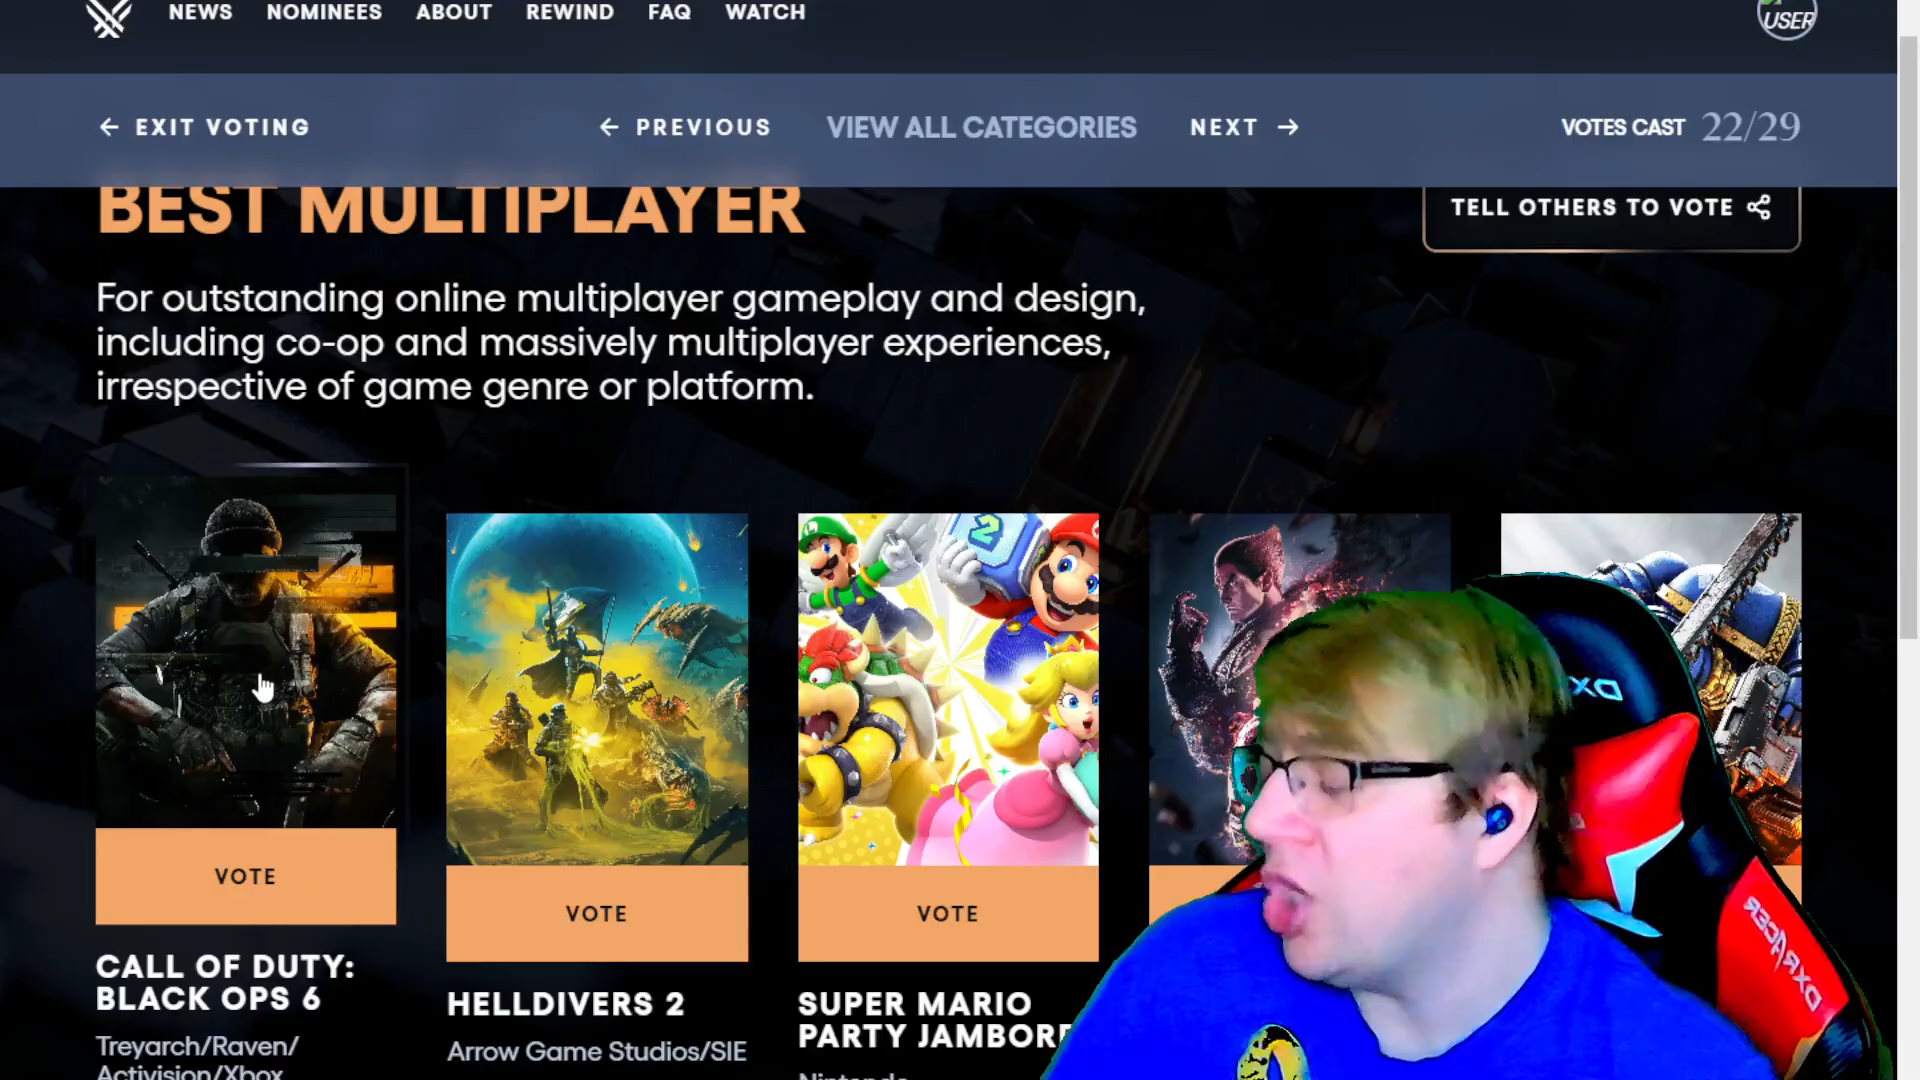 NEWS NOMINEES ABOUT REWIND FAQ WATCH
USER
← EXIT VOTING ← PREVIOUS VIEW ALL CATEGORIES NEXT → VOTES CAST 22/29
BEST MULTIPLAYER
TELL OTHERS TO VOTE
For outstanding online multiplayer gameplay and design,
including co-op and massively multiplayer experiences,
irrespective of game genre or platform.
2
L
VOTE
VOTE
VOTE
DXRACER
CALL OF DUTY:
BLACK OPS 6
HELLDIVERS 2
SUPER MARIO
PARTY
Treyarch/Raven/
Activision/Xbox
Arrow Game Studios/SIE
Nintendo